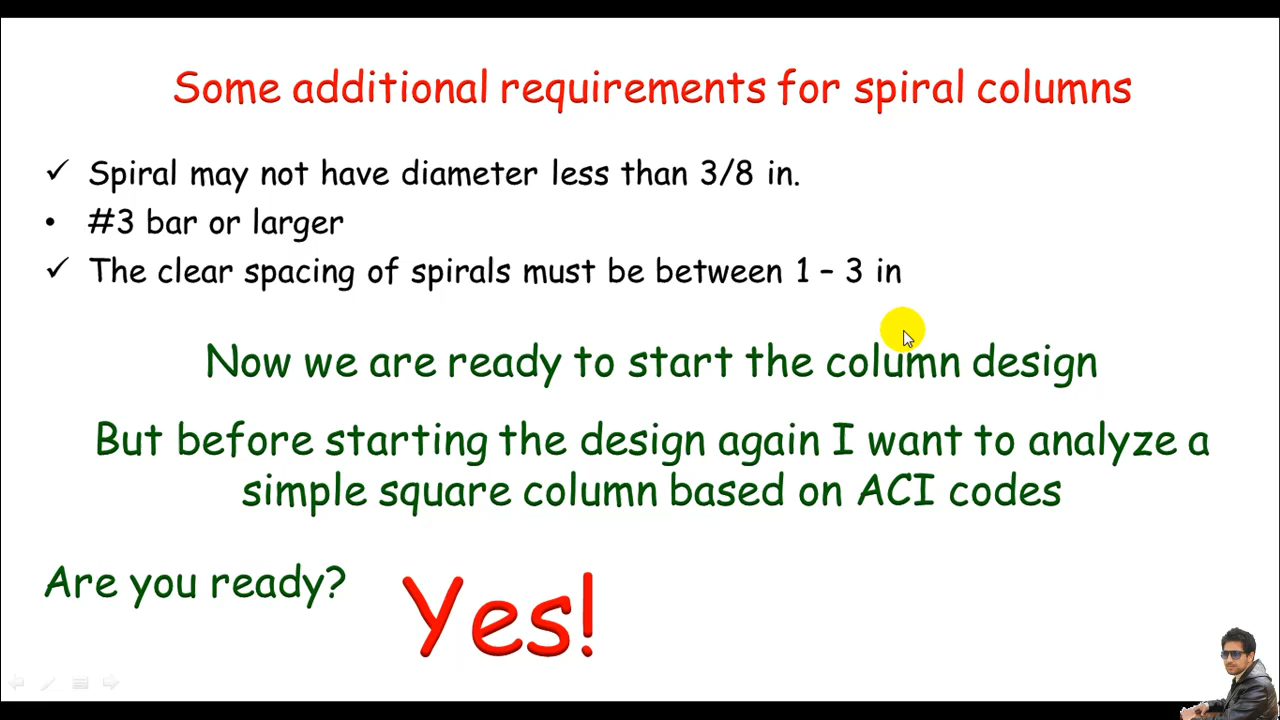 Some additional requirements for spiral columns
✓ Spiral may not have diameter less than 3/8 in.
• #3 bar or larger
✓ The clear spacing of spirals must be between 1 – 3 in
Now we are ready to start the column design
But before starting the design again I want to analyze a
simple square column based on ACI codes
Are you ready?
Yes!